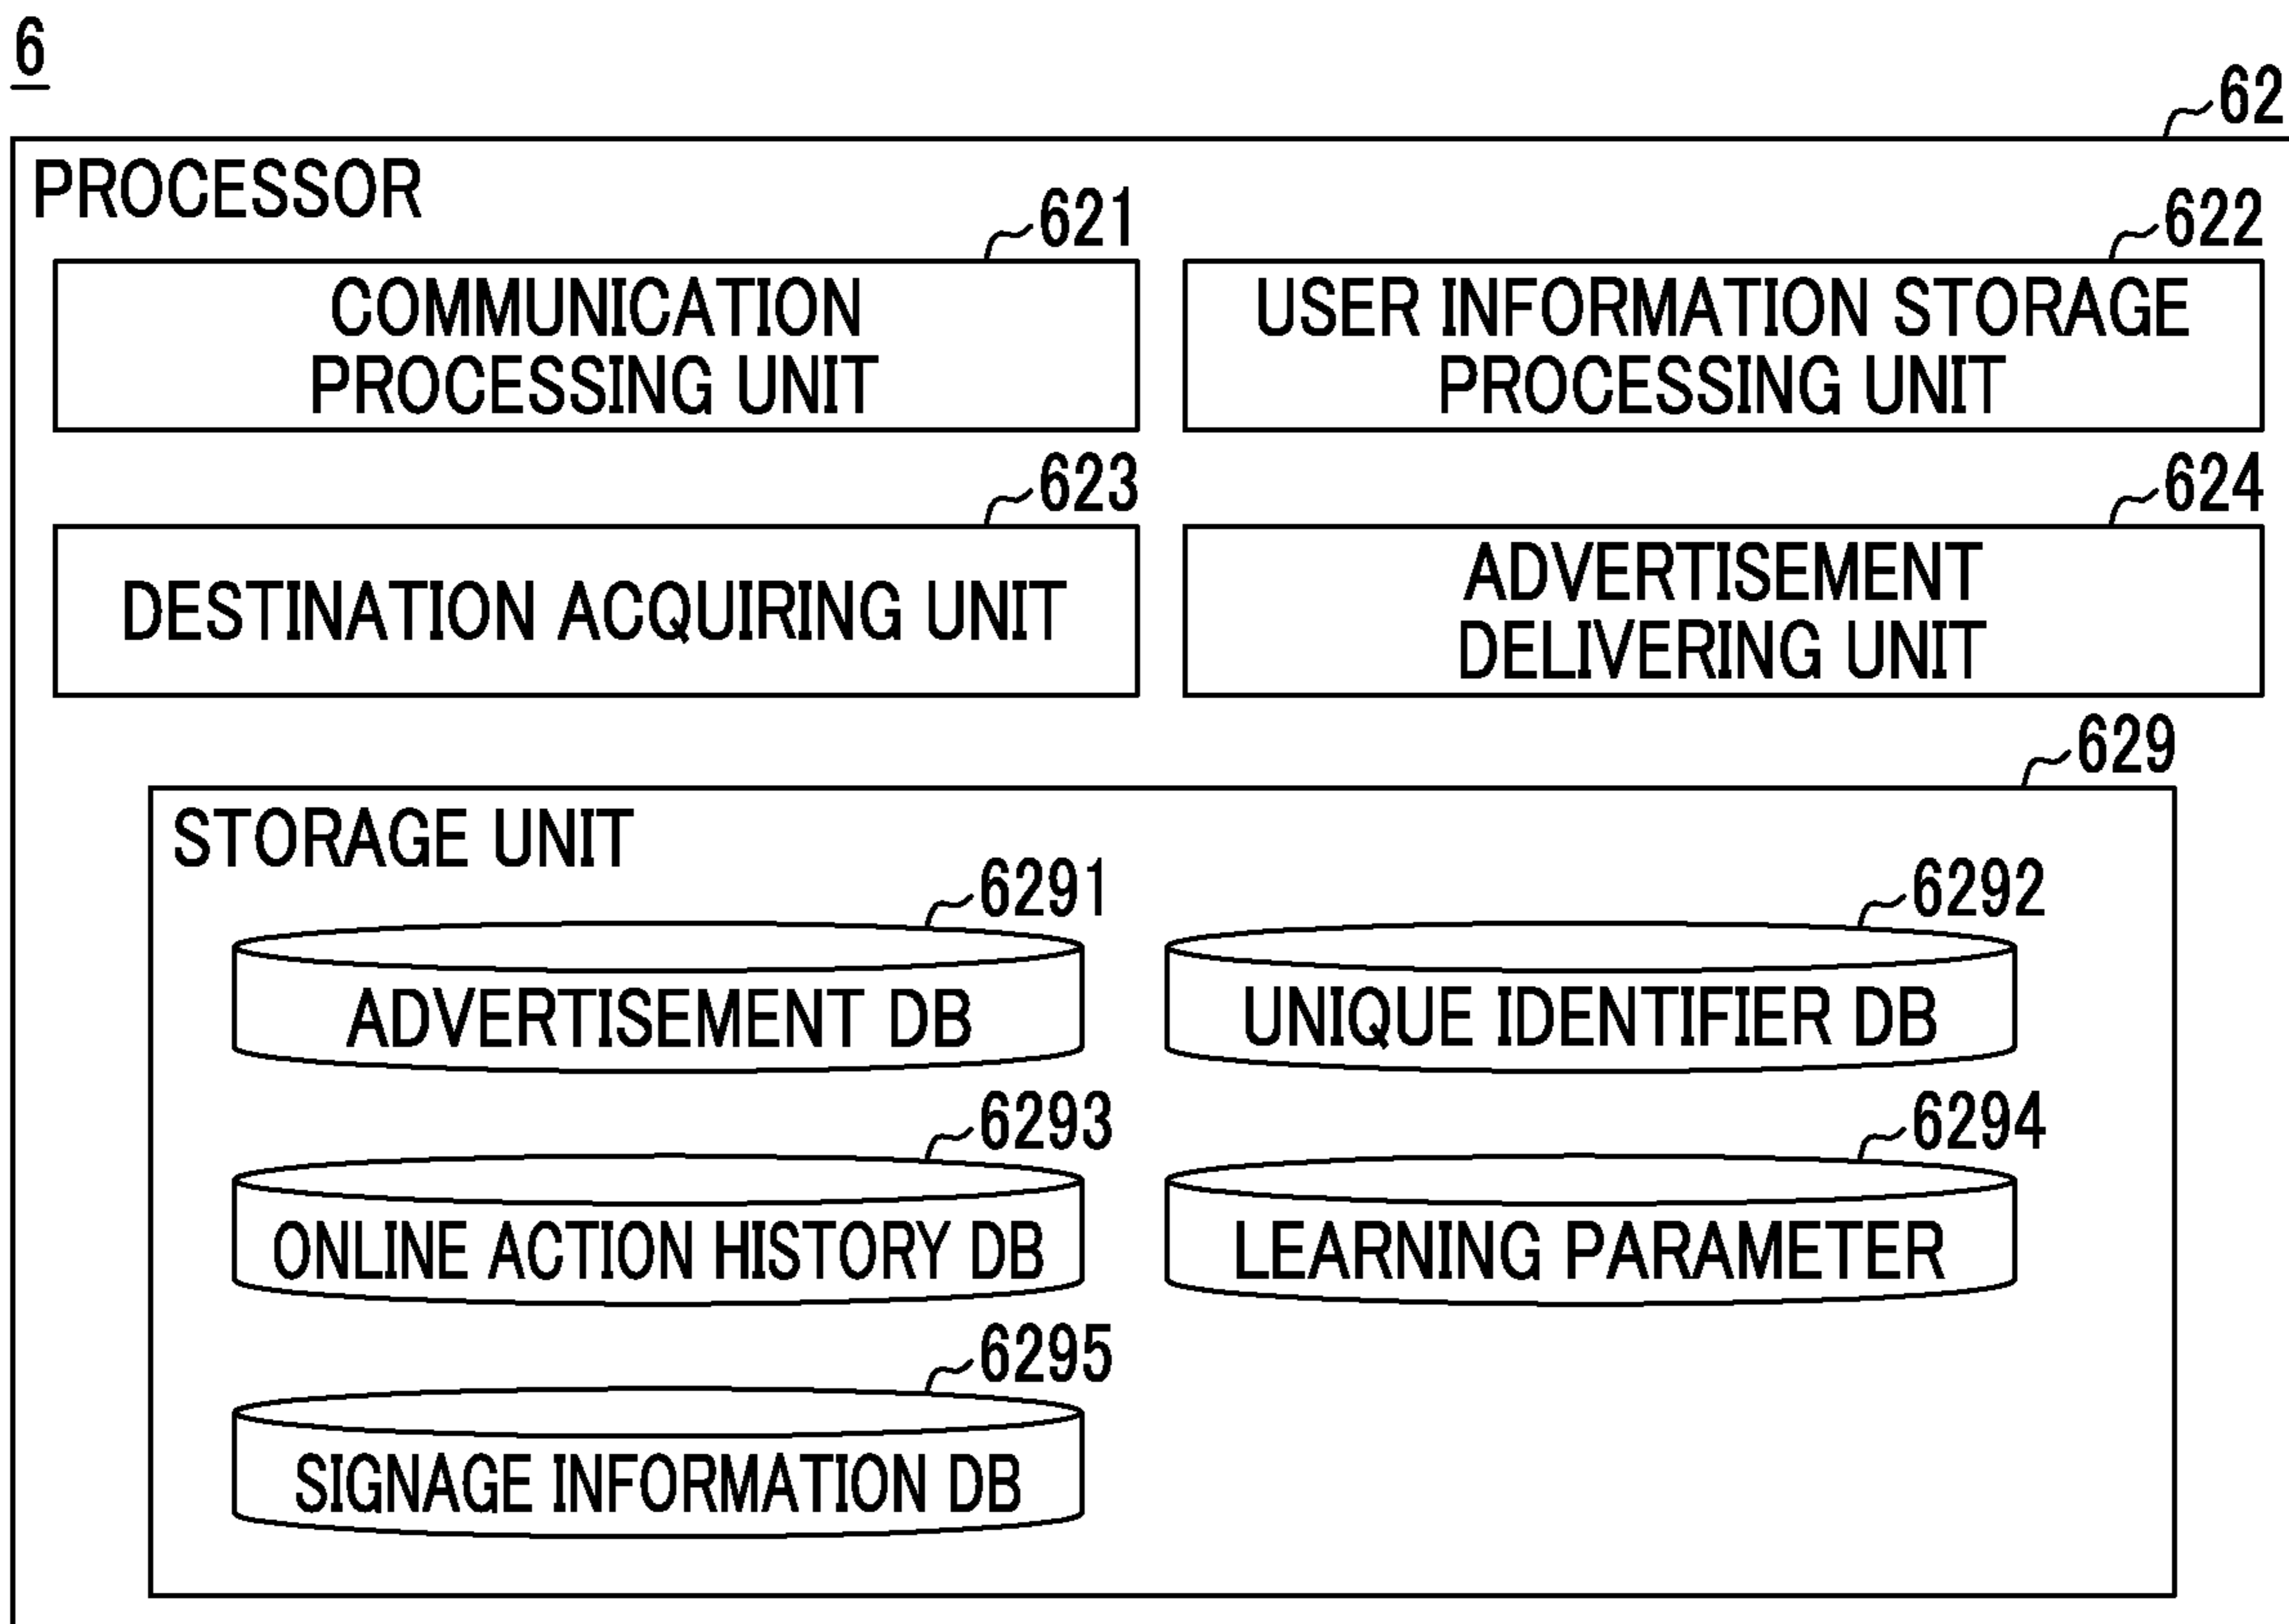 6
62
PROCESSOR
621
COMMUNICATION
PROCESSING UNIT
622
USER INFORMATION STORAGE
PROCESSING UNIT
623
DESTINATION ACQUIRING UNIT
624
ADVERTISEMENT
DELIVERING UNIT
629
STORAGE UNIT
6291
ADVERTISEMENT DB
6292
UNIQUE IDENTIFIER DB
6293
ONLINE ACTION HISTORY DB
6294
LEARNING PARAMETER
6295
SIGNAGE INFORMATION DB